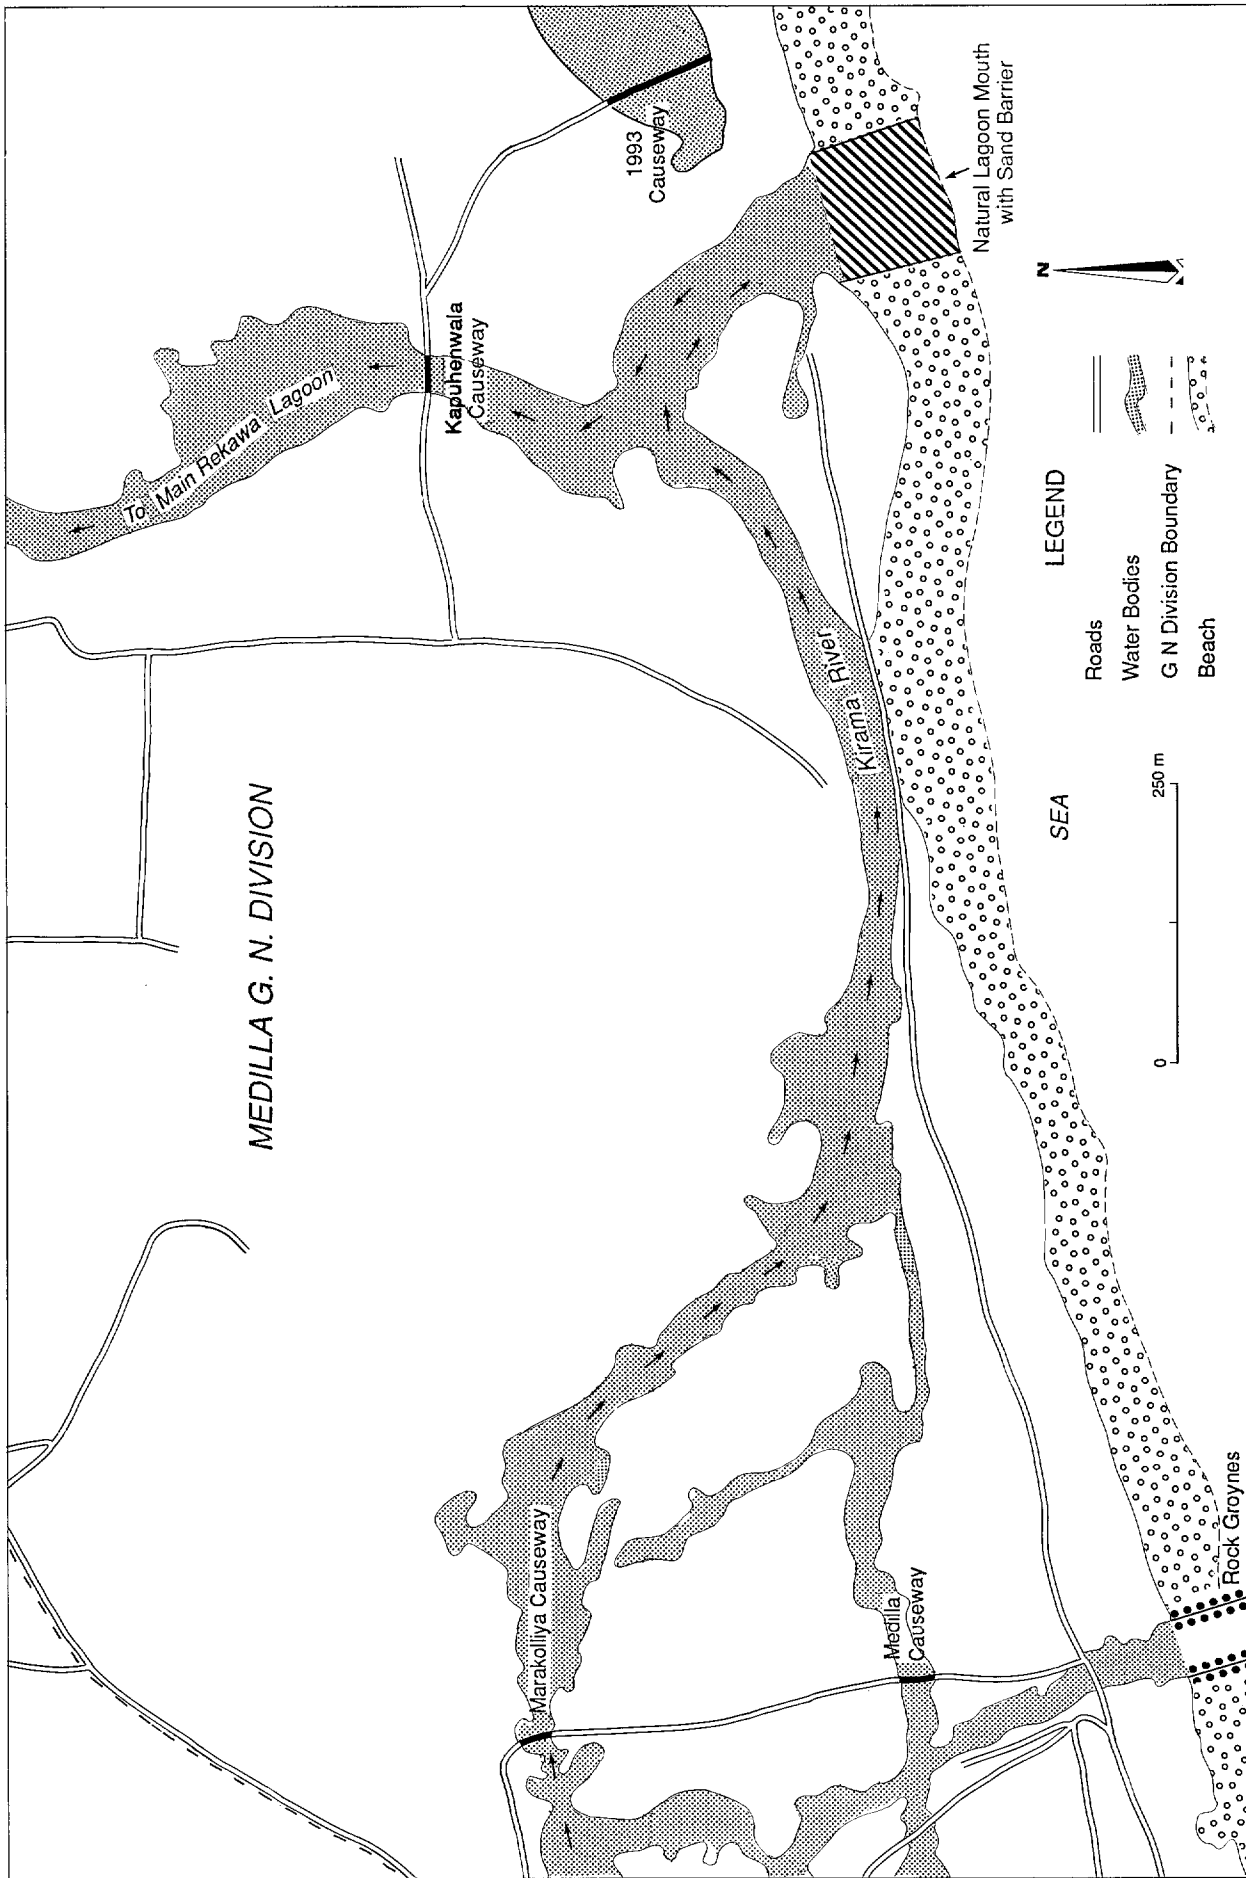 MEDILLA G. N. DIVISION
To Main Rekawa Lagoon
Kapuhenwala
Causeway
1993
Causeway
Natural Lagoon Mouth
with Sand Barrier
Kirama River
Marakolliya Causeway
Medilla
Causeway
Rock Groynes
SEA
N
0
250 m
LEGEND
Roads
Water Bodies
G N Division Boundary
Beach